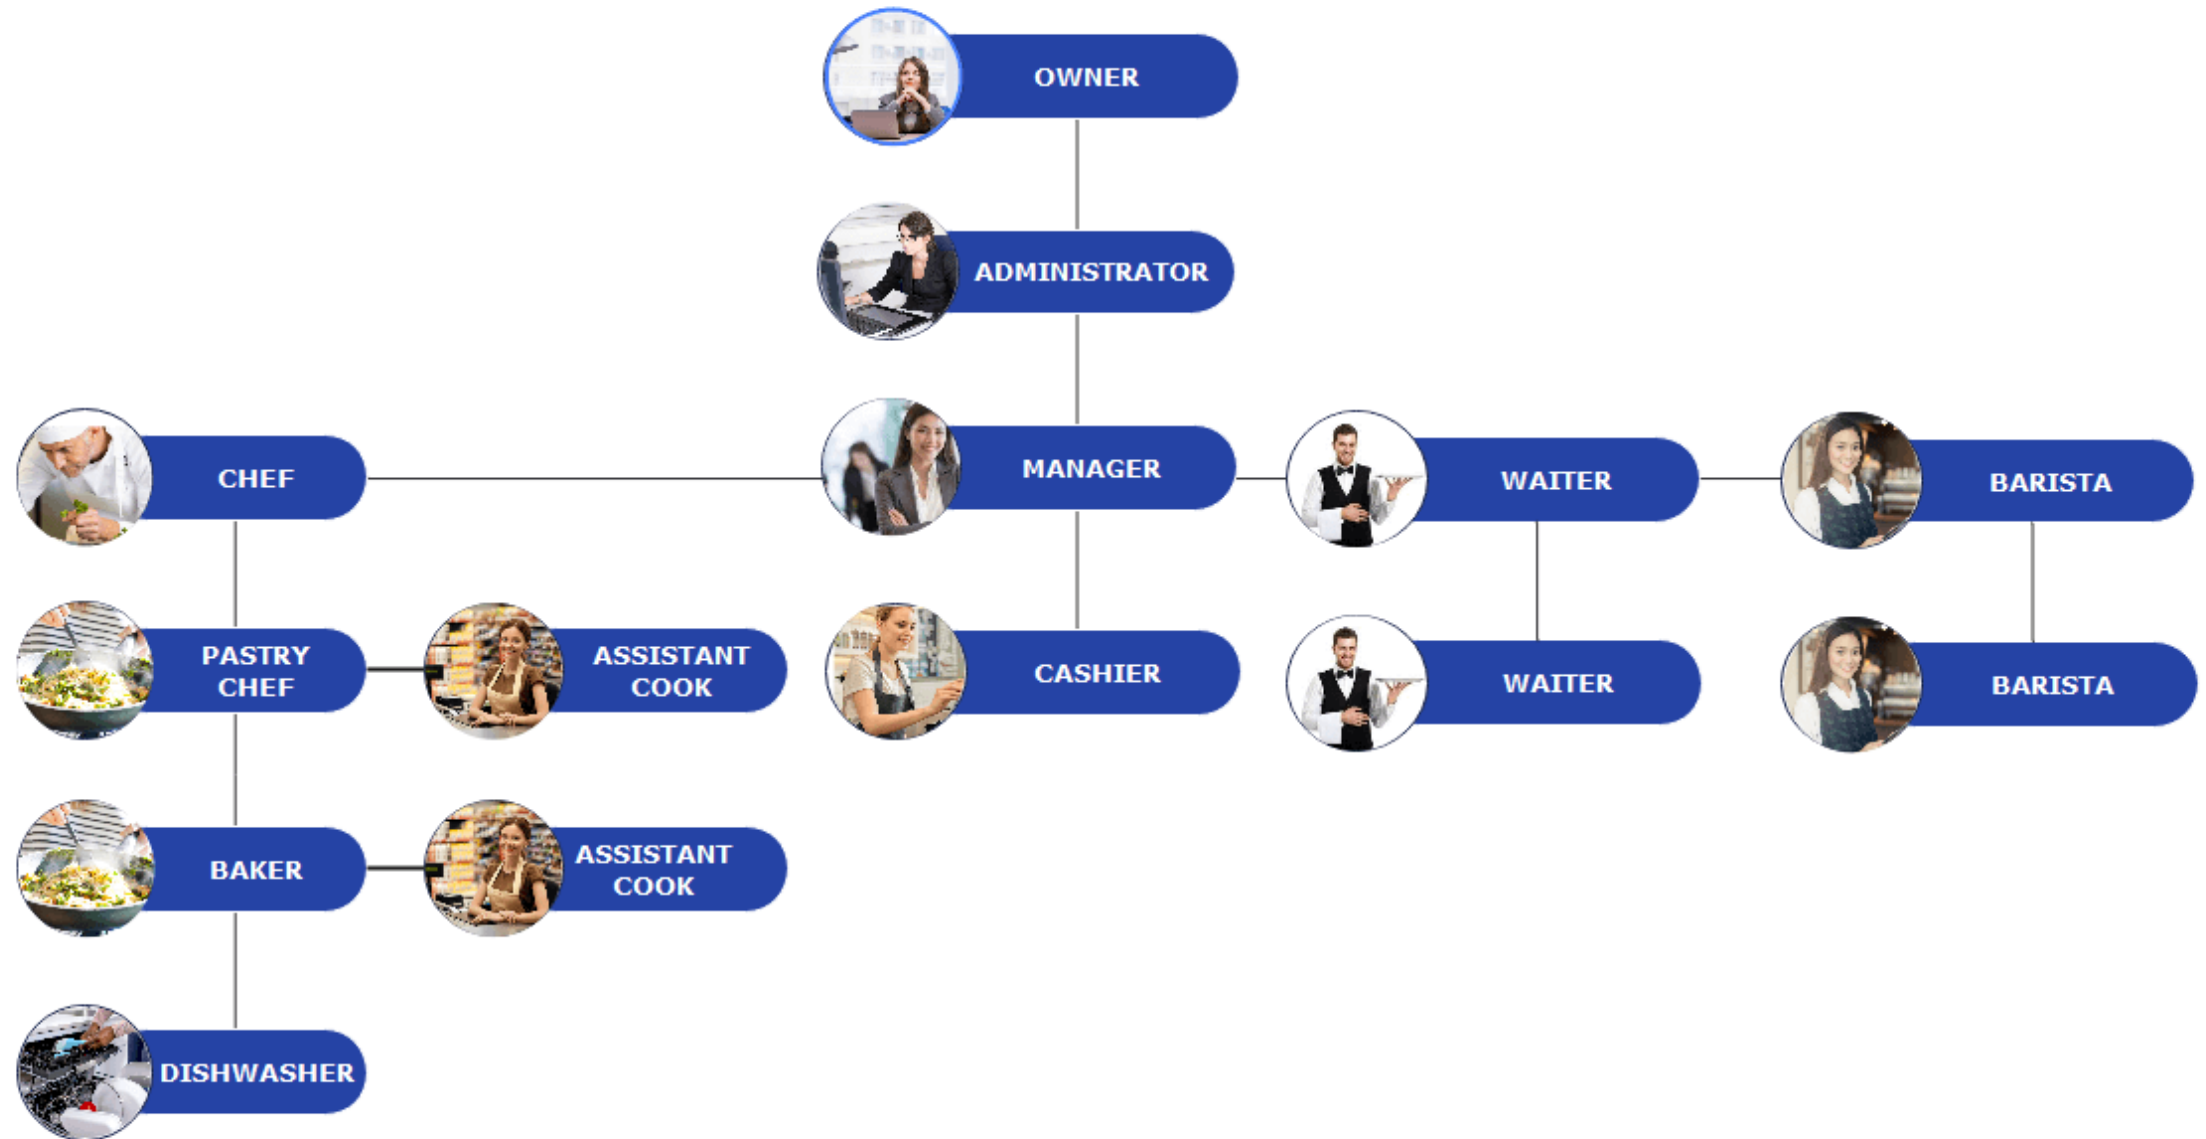 OWNER
ADMINISTRATOR
CHEF
MANAGER
WAITER
BARISTA
PASTRY
CHEF
ASSISTANT
COOK
CASHIER
WAITER
BARISTA
BAKER
ASSISTANT
COOK
DISHWASHER